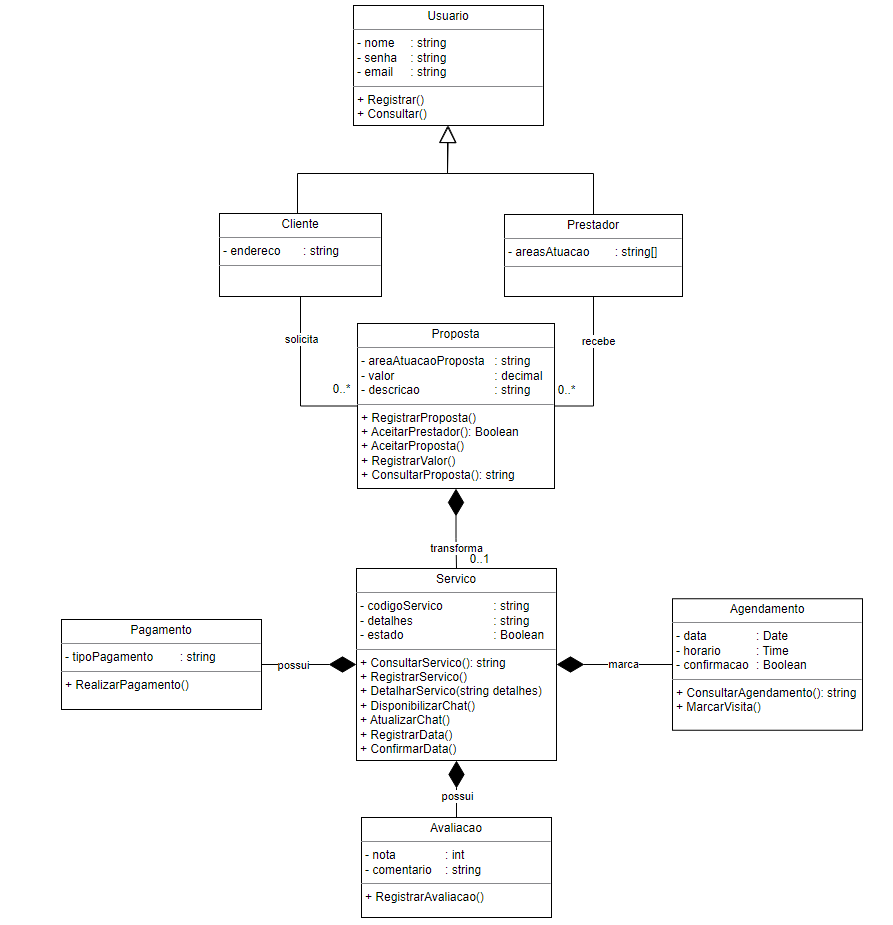 Usuario
- nome : string
- senha : string
- email : string
+ Registrar()
+ Consultar()
Cliente
- endereco : string
Prestador
- areasAtuacao : string[]
solicita
recebe
Proposta
- areaAtuacaoProposta : string
- valor : decimal
- descricao : string
0..*
0..*
+ RegistrarProposta()
+ AceitarPrestador(): Boolean
+ AceitarProposta()
+ RegistrarValor()
+ ConsultarProposta(): string
transforma
0..1
Servico
- codigoServico : string
- detalhes : string
- estado : Boolean
+ ConsultarServico(): string
+ RegistrarServico()
+ DetalharServico(string detalhes)
+ DisponibilizarChat()
+ AtualizarChat()
+ RegistrarData()
+ ConfirmarData()
Pagamento
- tipoPagamento : string
+ RealizarPagamento()
possui
marca
Agendamento
- data : Date
- horario : Time
- confirmacao : Boolean
+ ConsultarAgendamento(): string
+ MarcarVisita()
possui
Avaliacao
- nota : int
- comentario : string
+ RegistrarAvaliacao()